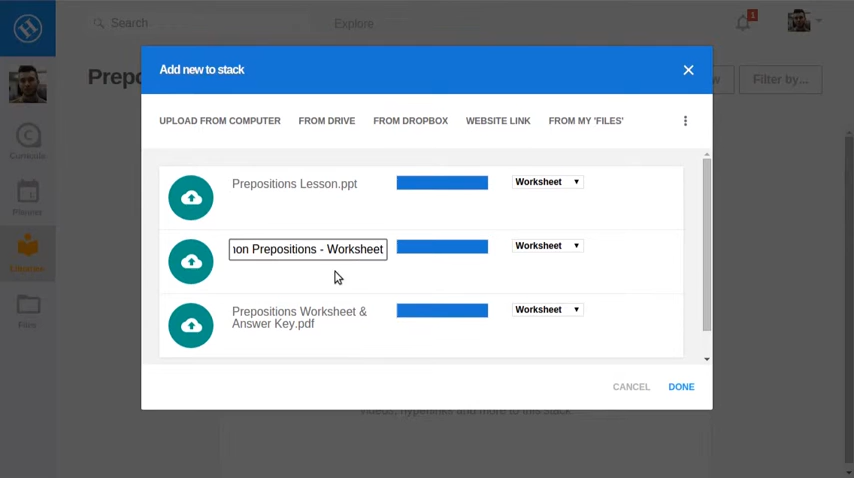 Search
Explore
1
Prepo
w
Filter by...
Add new to stack
UPLOAD FROM COMPUTER
FROM DRIVE
FROM DROPBOX
WEBSITE LINK
FROM MY 'FILES'
Prepositions Lesson.ppt
Worksheet
non Prepositions - Worksheet
Worksheet
Prepositions Worksheet &
Answer Key.pdf
Worksheet
CANCEL
DONE
videos, hyperlinks and more to this stack
Curiosite
Planner
Libraries
Files